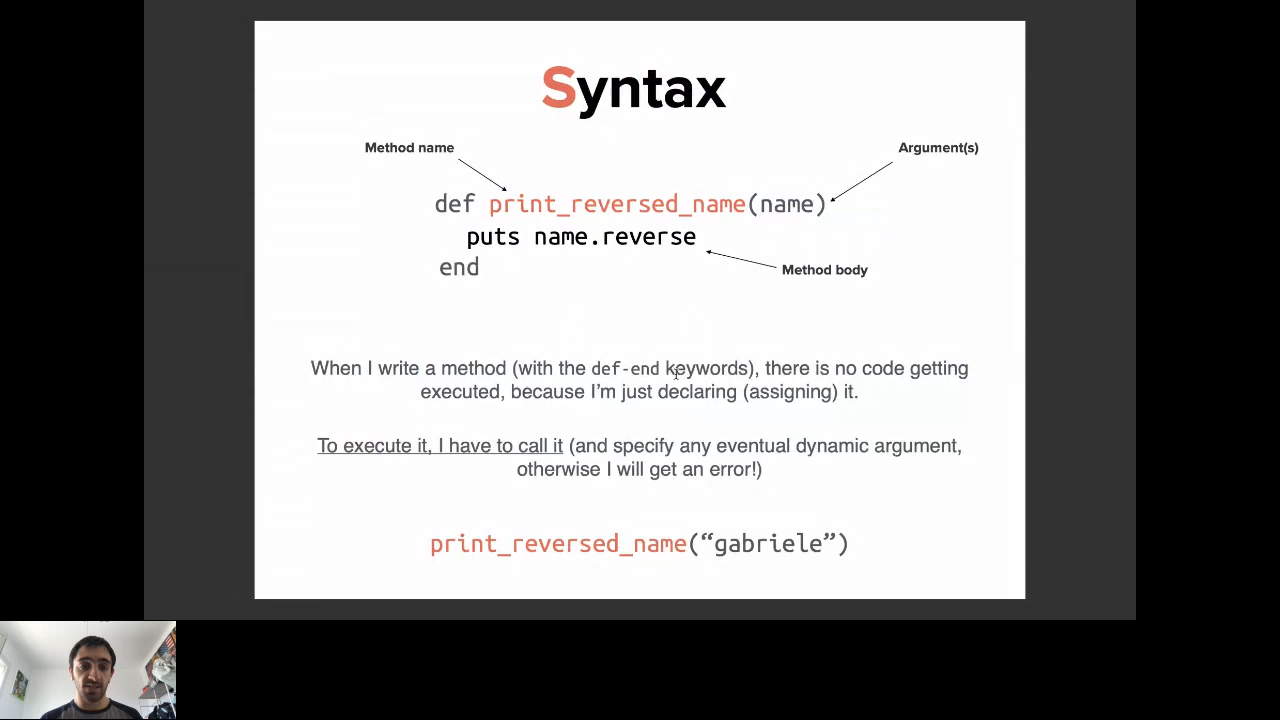 Syntax
Method name
Argument(s)
def print_reversed_name(name)
puts name.reverse
end
Method body
When I write a method (with the def-end keywords), there is no code getting
executed, because I’m just declaring (assigning) it.
To execute it, I have to call it (and specify any eventual dynamic argument,
otherwise I will get an error!)
print_reversed_name(“gabriele”)